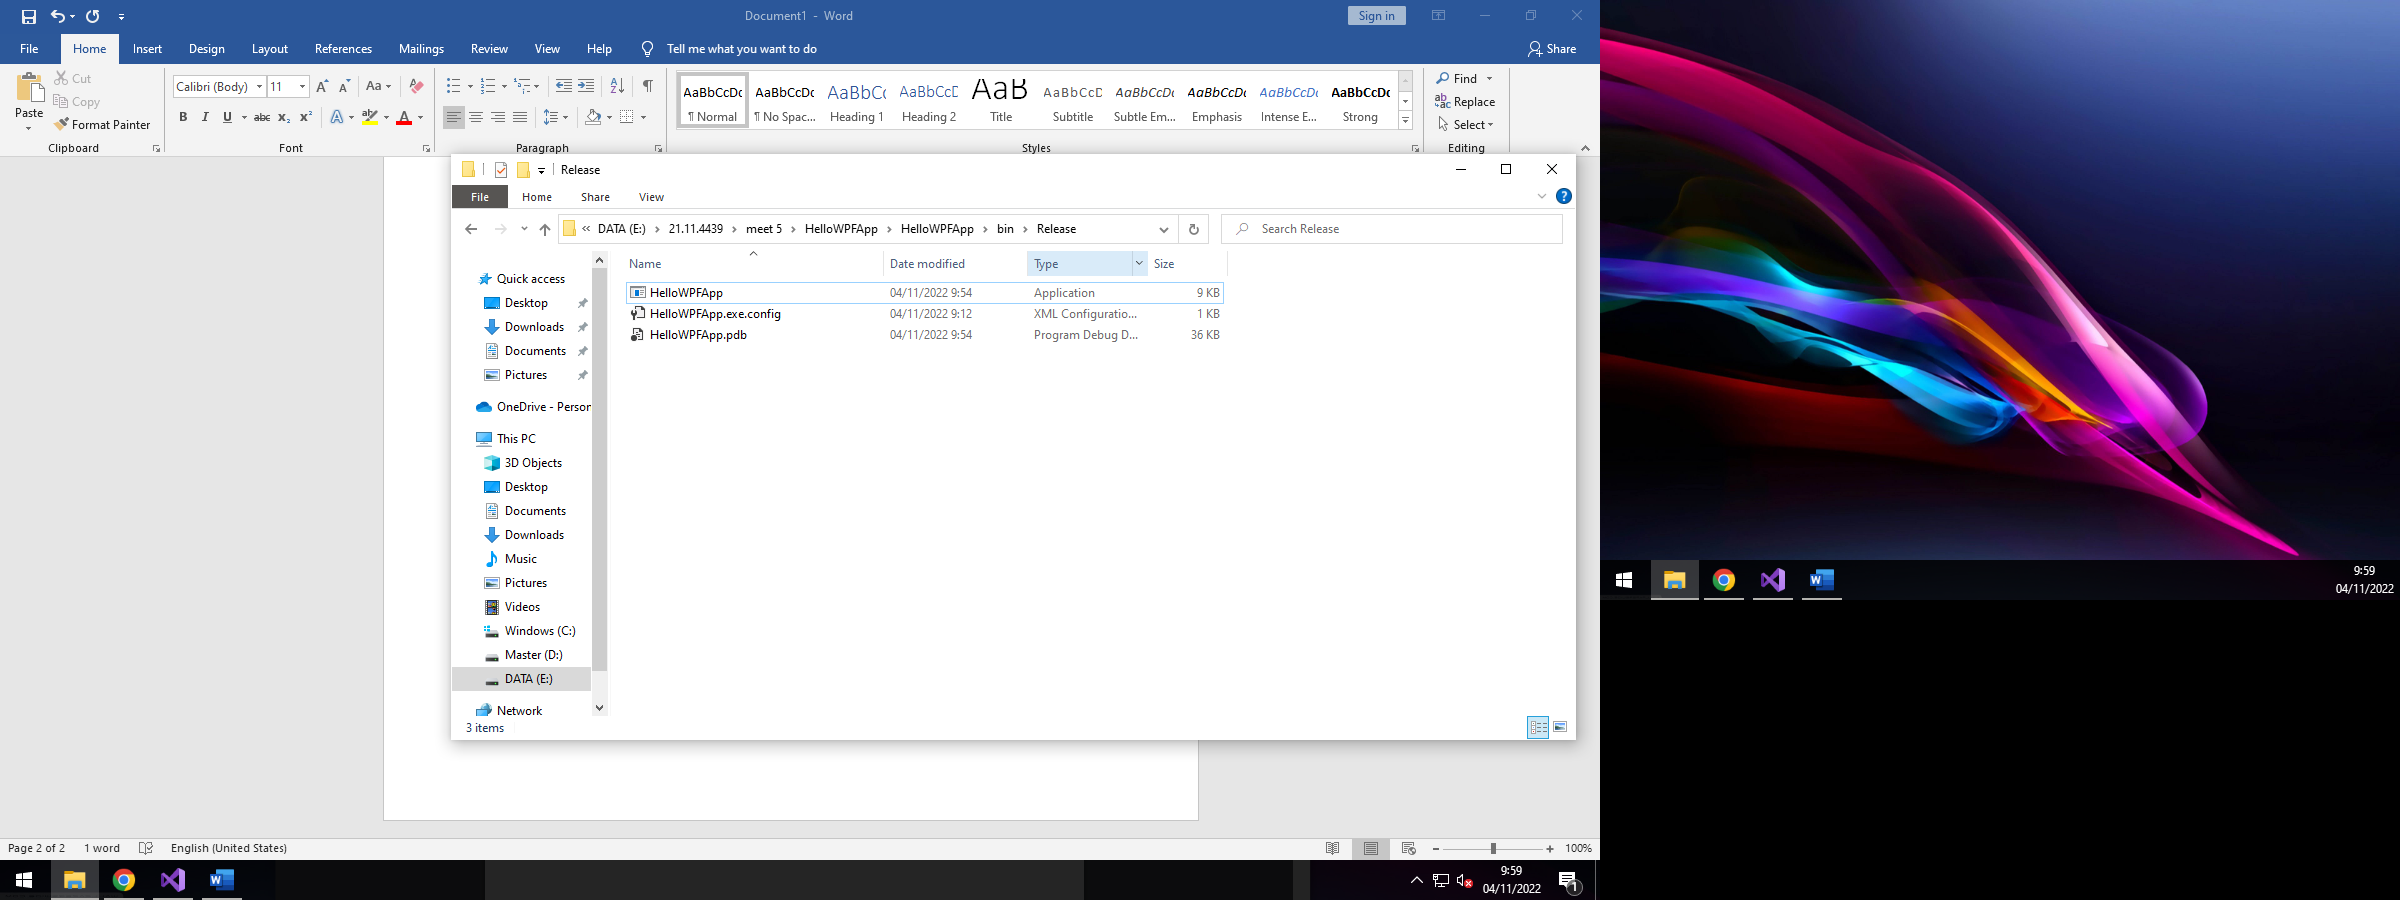 Document1 - Word
Sign in
File Home Insert Design Layout References Mailings Review View Help Tell me what you want to do Share
Paste
Cut
Copy
Format Painter
Clipboard
Calibri (Body) 11
Font
Paragraph
AaBbCcDc ¶ Normal
AaBbCcDc ¶ No Spac...
AaBbCc Heading 1
AaBbCcD Heading 2
AaB Title
AaBbCcD Subtitle
AaBbCcDc Subtle Em...
AaBbCcDc Emphasis
AaBbCcDc Intense E...
AaBbCcDc Strong
Styles
Find
Replace
Select
Editing
Release
File Home Share View
« DATA (E:) › 21.11.4439 › meet 5 › HelloWPFApp › HelloWPFApp › bin › Release
Search Release
Name Date modified Type Size
HelloWPFApp 04/11/2022 9:54 Application 9 KB
HelloWPFApp.exe.config 04/11/2022 9:12 XML Configuratio... 1 KB
HelloWPFApp.pdb 04/11/2022 9:54 Program Debug D... 36 KB
Quick access
Desktop
Downloads
Documents
Pictures
OneDrive - Person
This PC
3D Objects
Desktop
Documents
Downloads
Music
Pictures
Videos
Windows (C:)
Master (D:)
DATA (E:)
Network
3 items
Page 2 of 2 1 word English (United States)
100%
9:59
04/11/2022
1
9:59
04/11/2022